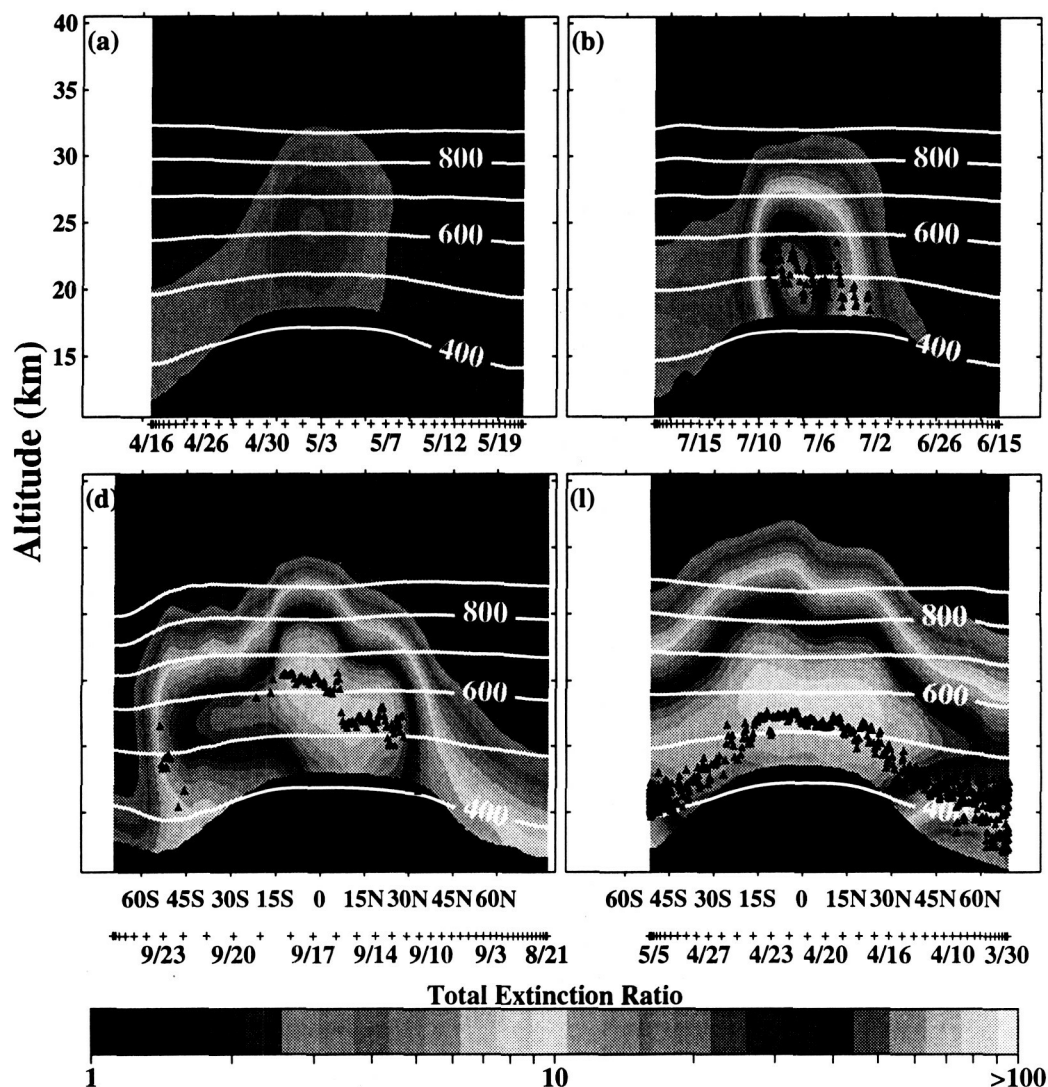 (a)
(b)
40
35
30
25
20
15
Altitude (km)
800
600
400
800
600
400
4/16 4/26 4/30 5/3 5/7 5/12 5/19
7/15 7/10 7/6 7/2 6/26 6/15
(d)
(l)
800
600
400
800
600
40
60S 45S 30S 15S 0 15N 30N 45N 60N
60S 45S 30S 15S 0 15N 30N 45N 60N
9/23 9/20 9/17 9/14 9/10 9/3 8/21
5/5 4/27 4/23 4/20 4/16 4/10 3/30
Total Extinction Ratio
1 10 >100